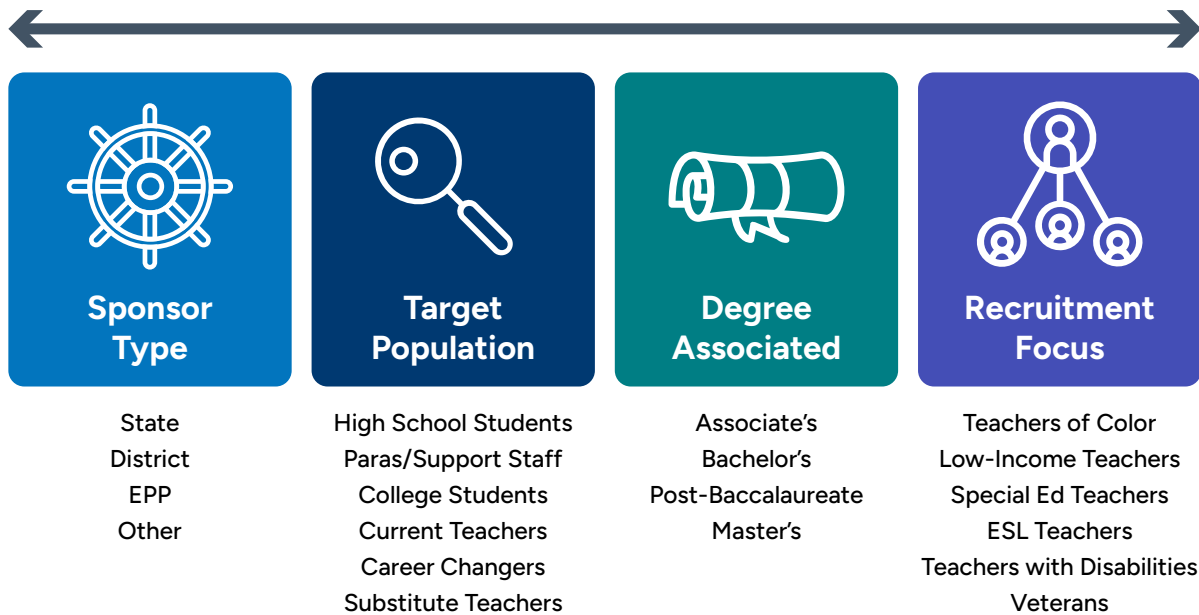 Sponsor
Type
State
District
EPP
Other
Target
Population
High School Students
Paras/Support Staff
College Students
Current Teachers
Career Changers
Substitute Teachers
Degree
Associated
Associate’s
Bachelor’s
Post-Baccalaureate
Master’s
Recruitment
Focus
Teachers of Color
Low-Income Teachers
Special Ed Teachers
ESL Teachers
Teachers with Disabilities
Veterans